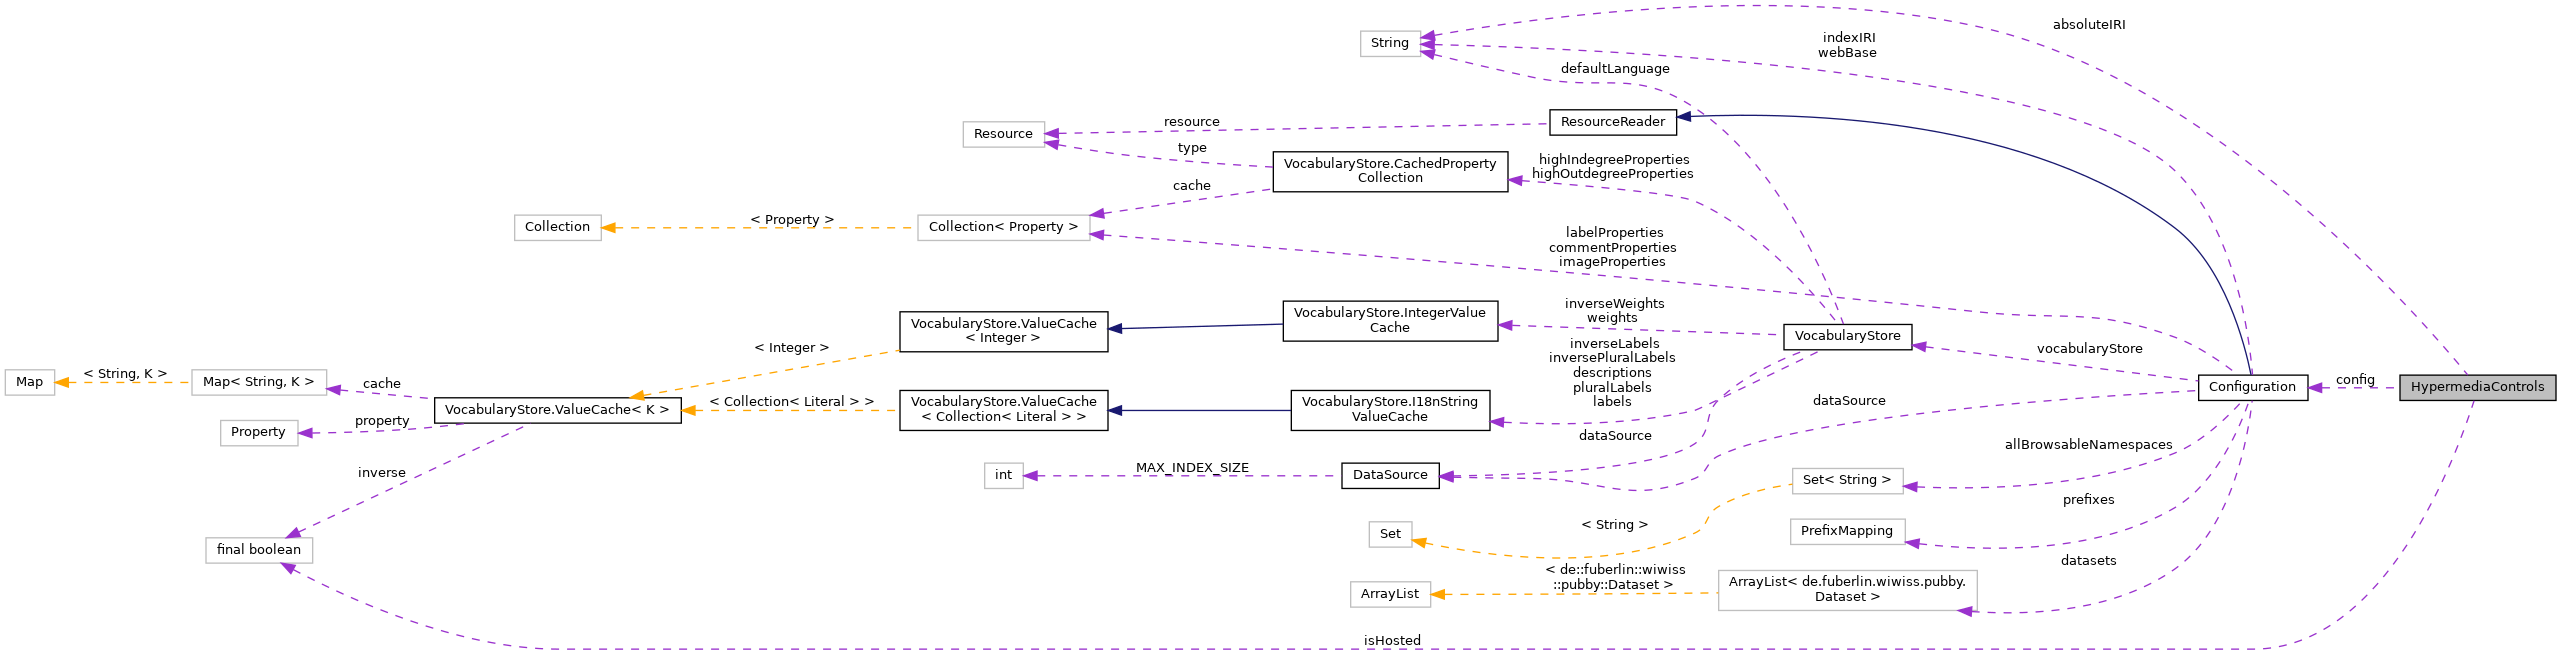 absoluteIRI
indexIRI
webBase
String
defaultLanguage
ResourceReader
resource
Resource
type
VocabularyStore.CachedProperty
Collection
highIndegreeProperties
highOutdegreeProperties
cache
< Property >
Collection
Collection< Property >
labelProperties
commentProperties
imageProperties
inverseWeights
weights
VocabularyStore.IntegerValue
Cache
VocabularyStore.ValueCache
< Integer >
VocabularyStore
< Integer >
inverseLabels
inversePluralLabels
descriptions
pluralLabels
labels
vocabularyStore
Map
< String, K >
Map< String, K >
cache
Configuration
config
HypermediaControls
VocabularyStore.ValueCache< K >
< Collection< Literal > >
VocabularyStore.ValueCache
< Collection< Literal > >
VocabularyStore.I18nString
ValueCache
dataSource
property
Property
dataSource
allBrowsableNamespaces
inverse
int
MAX_INDEX_SIZE
DataSource
Set< String >
prefixes
< String >
Set
PrefixMapping
final boolean
datasets
< de::fuberlin::wiwiss
::pubby::Dataset >
ArrayList
ArrayList< de.fuberlin.wiwiss.pubby.
Dataset >
isHosted